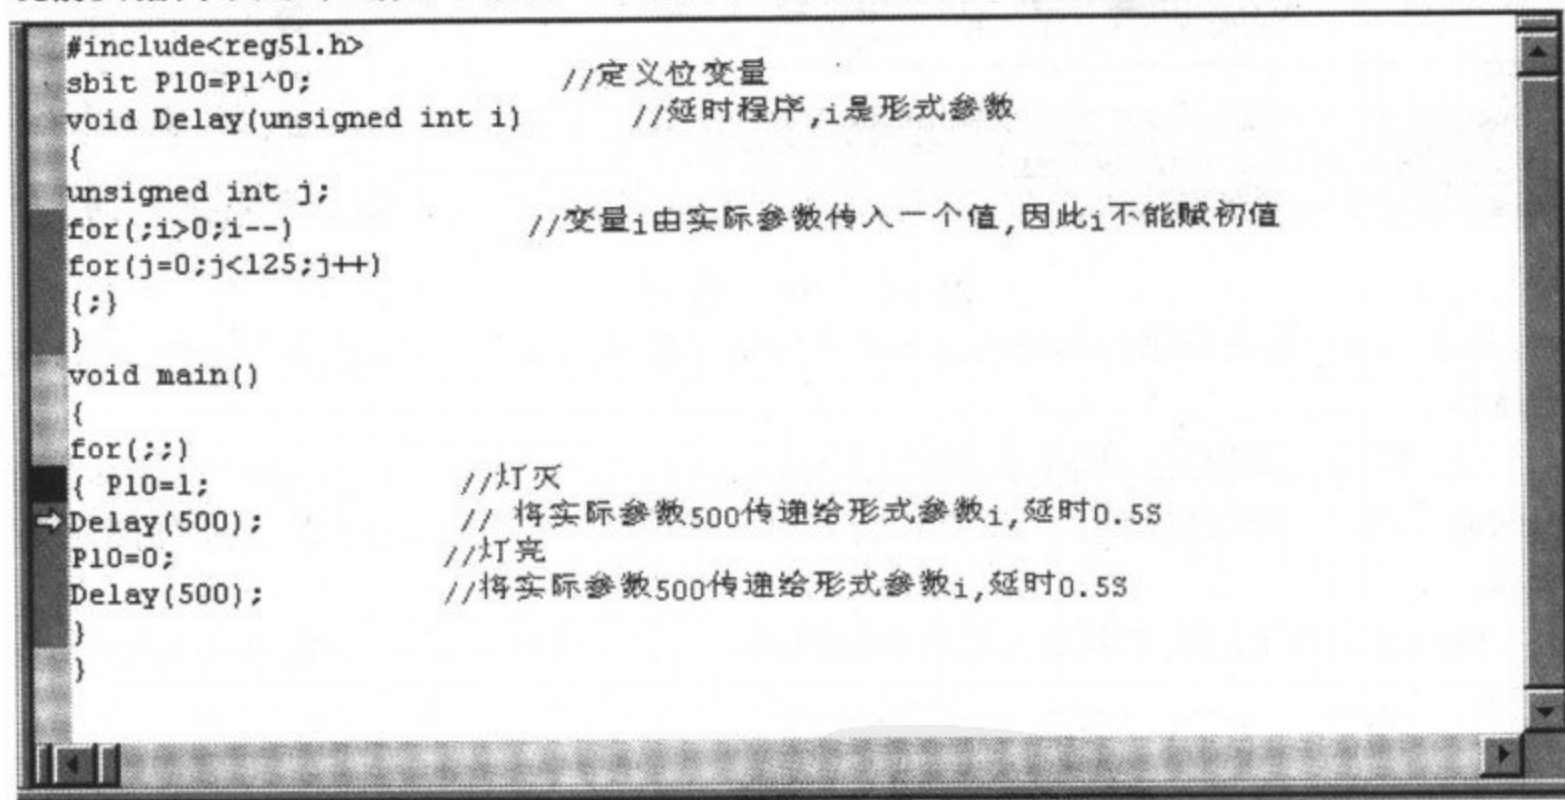 #include<reg51.h>
sbit P10=P1^0; //定义位变量
void Delay(unsigned int i) //延时程序,i是形式参数
{
unsigned int j;
for(;i>0;i--) //变量i由实际参数传入一个值,因此i不能赋初值
for(j=0;j<125;j++)
{;}
}
void main()
{
for(;;)
{ P10=1; //灯灭
Delay(500); // 将实际参数500传递给形式参数i,延时0.5S
P10=0; //灯亮
Delay(500); //将实际参数500传递给形式参数i,延时0.5S
}
}